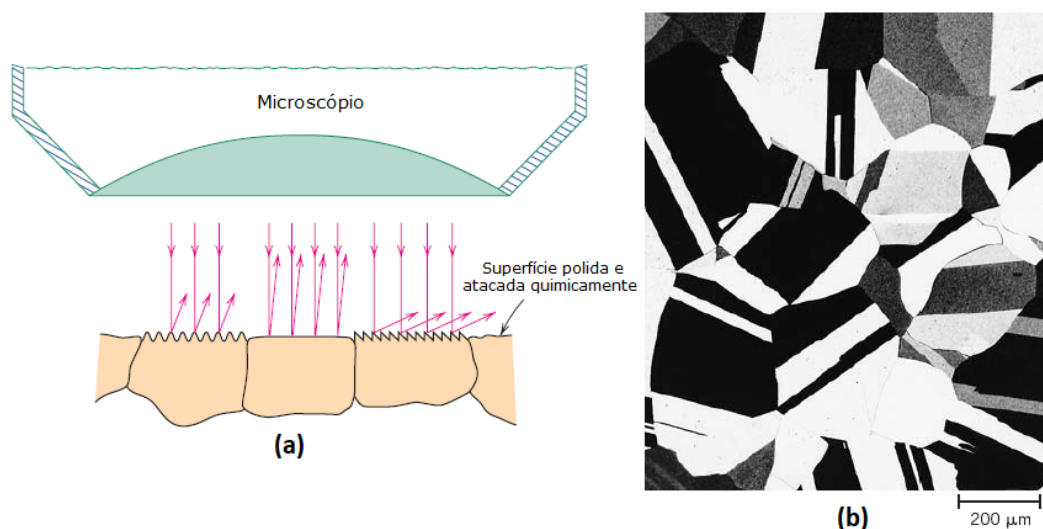 Microscópio
Superfície polida e
atacada quimicamente
(a)
(b)
200 μm